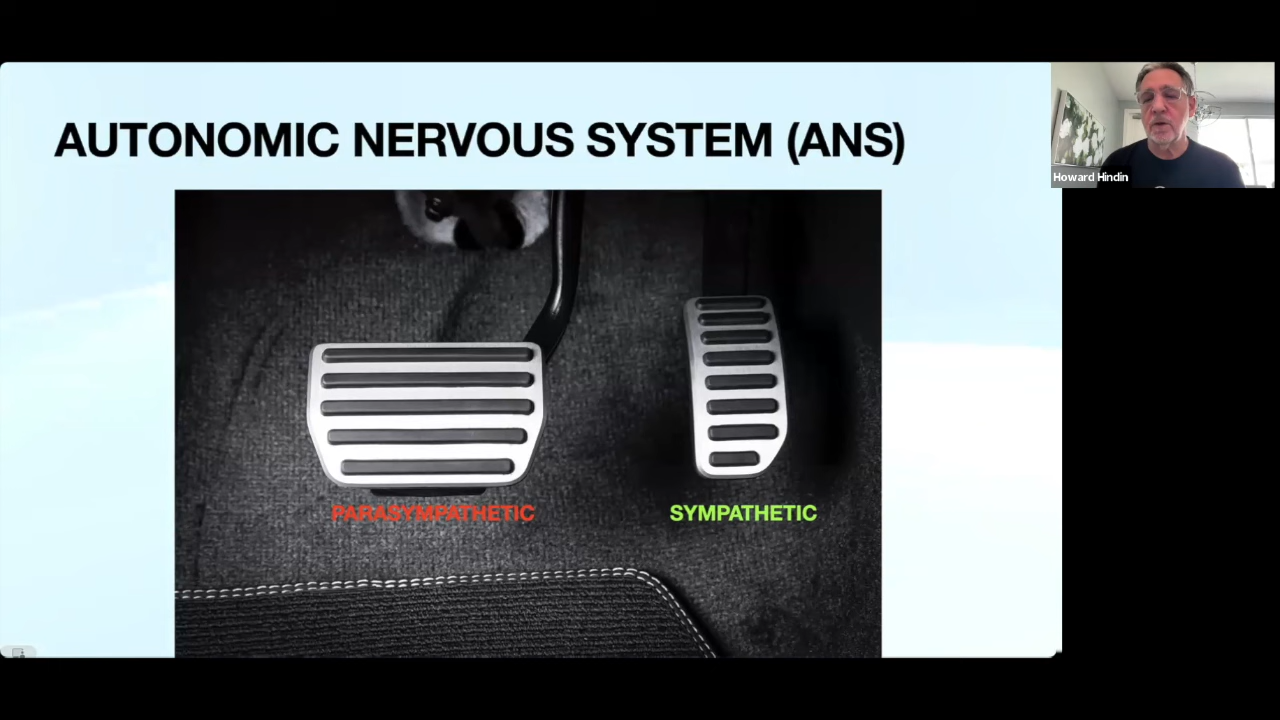 AUTONOMIC NERVOUS SYSTEM (ANS)
Howard Hindin
PARASYMPATHETIC
SYMPATHETIC